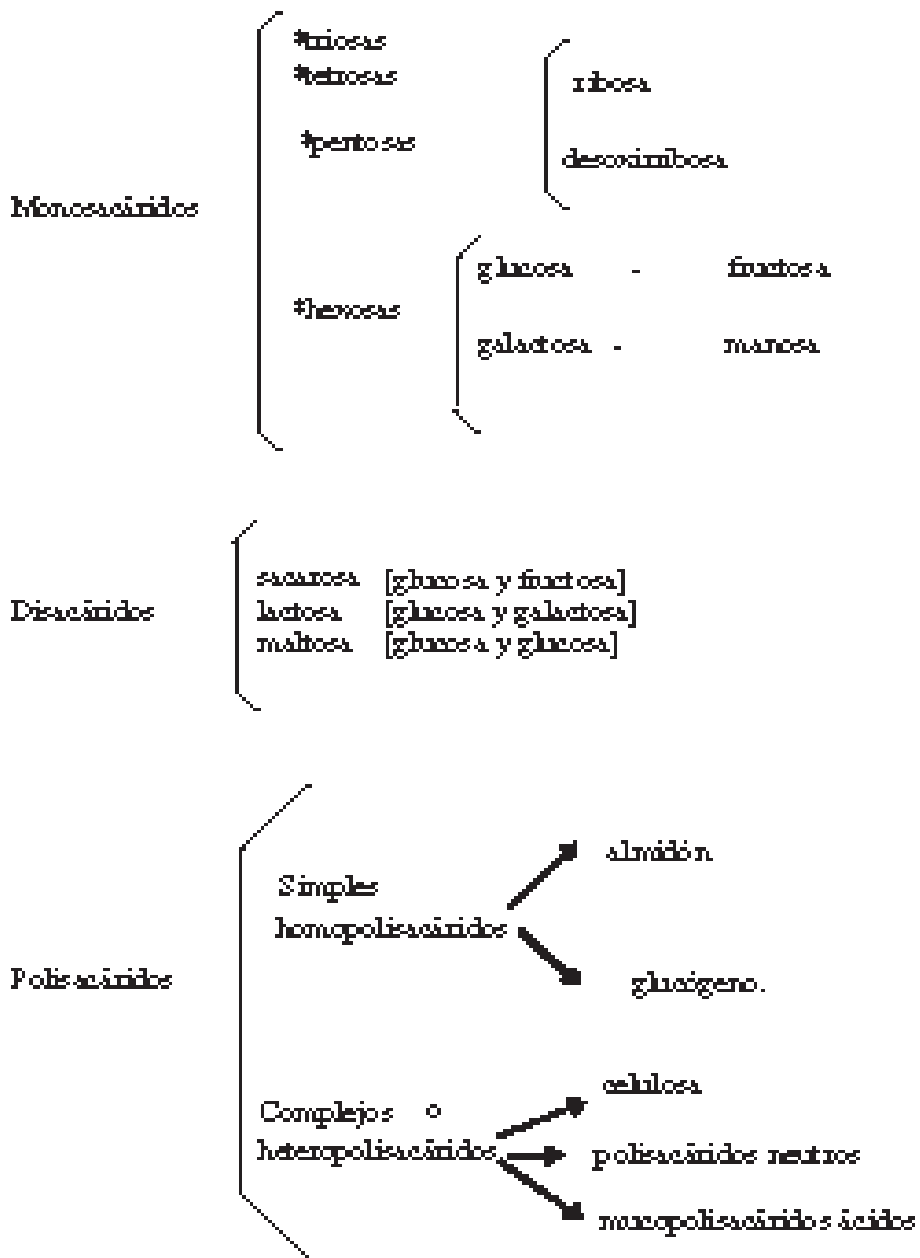 *triosas
*tetrosas
ribosa
*pentosas
desoxirribosa
Monosacáridos
glucosa - fructosa
*hexosas
galactosa - manosa
sacarosa [glucosa y fructosa]
Disacáridos
lactosa [glucosa y galactosa]
maltosa [glucosa y glucosa]
almidón
Simples
homopolisacáridos
Polisacáridos
glucógeno.
celulosa
Complejos o
heteropolisacáridos
polisacáridos neutros
mucopolisacáridos ácidos